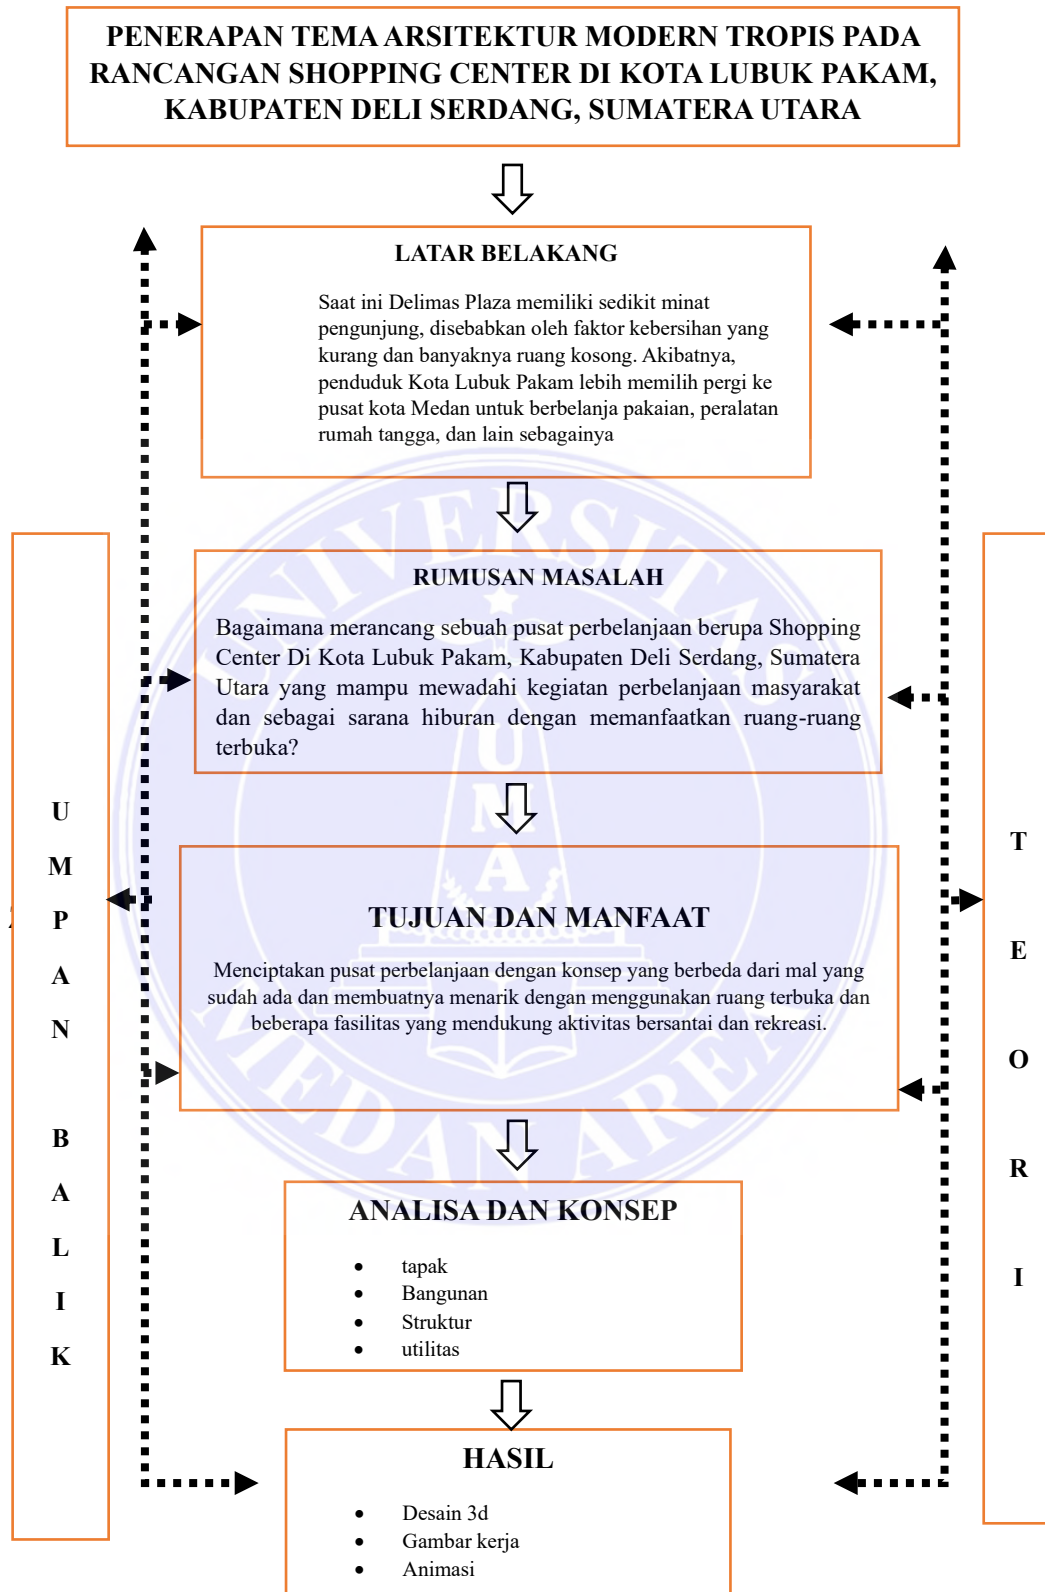 PENERAPAN TEMA ARSITEKTUR MODERN TROPIS PADA
RANCANGAN SHOPPING CENTER DI KOTA LUBUK PAKAM,
KABUPATEN DELI SERDANG, SUMATERA UTARA
LATAR BELAKANG
Saat ini Delimas Plaza memiliki sedikit minat
pengunjung, disebabkan oleh faktor kebersihan yang
kurang dan banyaknya ruang kosong. Akibatnya,
penduduk Kota Lubuk Pakam lebih memilih pergi ke
pusat kota Medan untuk berbelanja pakaian, peralatan
rumah tangga, dan lain sebagainya
RUMUSAN MASALAH
Bagaimana merancang sebuah pusat perbelanjaan berupa Shopping
Center Di Kota Lubuk Pakam, Kabupaten Deli Serdang, Sumatera
Utara yang mampu mewadahi kegiatan perbelanjaan masyarakat
dan sebagai sarana hiburan dengan memanfaatkan ruang-ruang
terbuka?
TUJUAN DAN MANFAAT
Menciptakan pusat perbelanjaan dengan konsep yang berbeda dari mal yang
sudah ada dan membuatnya menarik dengan menggunakan ruang terbuka dan
beberapa fasilitas yang mendukung aktivitas bersantai dan rekreasi.
ANALISA DAN KONSEP
• tapak
• Bangunan
• Struktur
• utilitas
HASIL
• Desain 3d
• Gambar kerja
• Animasi
U
M
P
A
N
B
A
L
I
K
T
E
O
R
I
UNIVERSITAS
MEDAN AREA
U
M
A